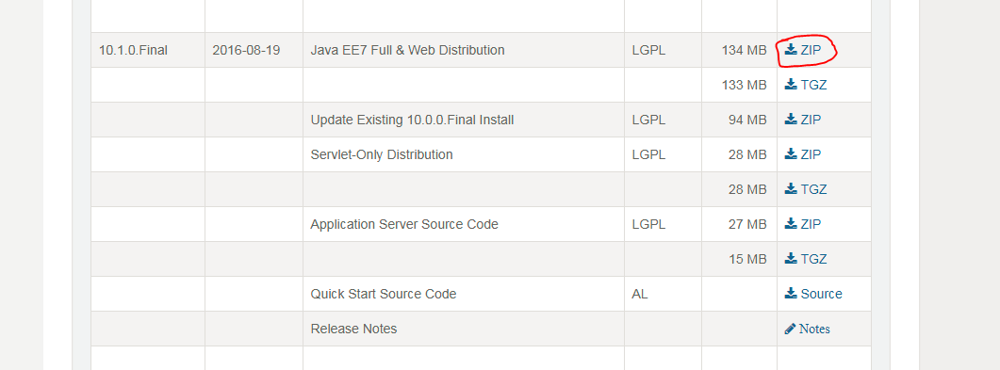 10.1.0.Final 2016-08-19 Java EE7 Full & Web Distribution LGPL 134 MB ZIP
133 MB TGZ
Update Existing 10.0.0.Final Install LGPL 94 MB ZIP
Servlet-Only Distribution LGPL 28 MB ZIP
28 MB TGZ
Application Server Source Code LGPL 27 MB ZIP
15 MB TGZ
Quick Start Source Code AL Source
Release Notes Notes